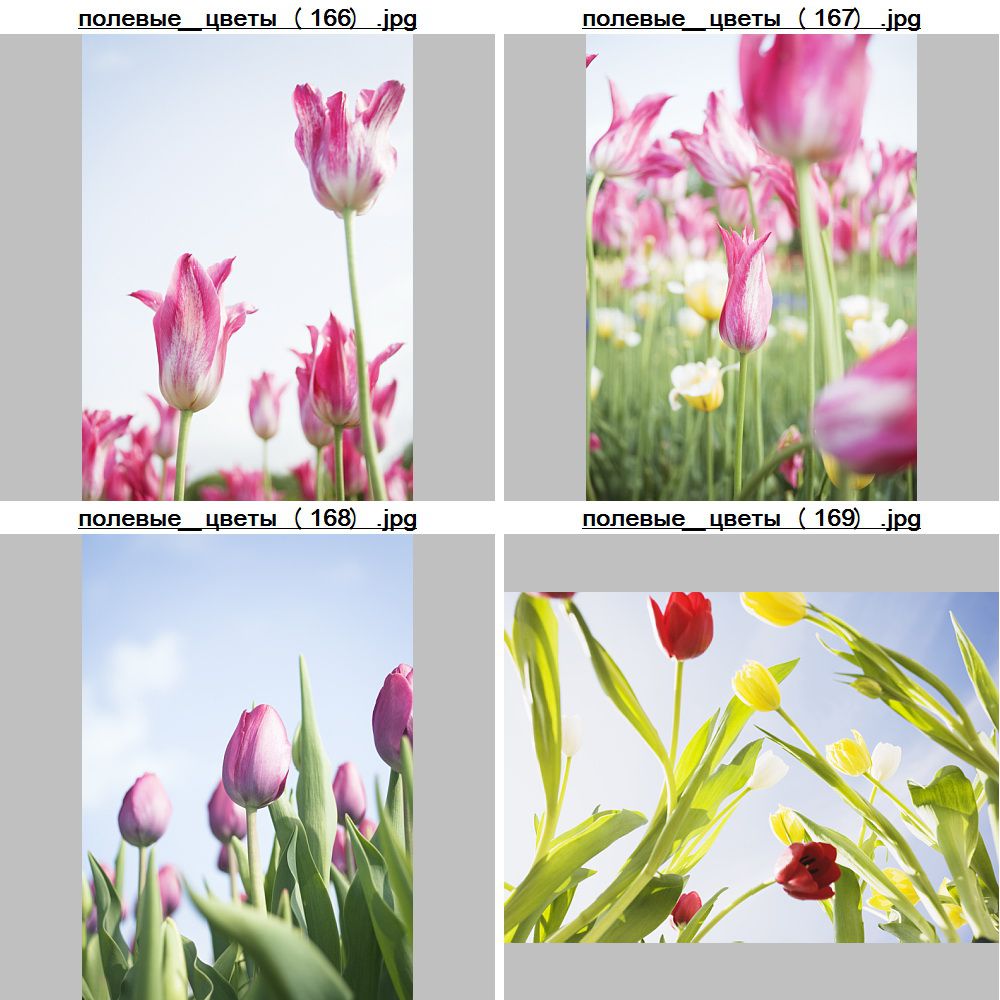 полевые__цветы ( 166) .jpg
полевые__цветы ( 167) .jpg
полевые__цветы ( 168) .jpg
полевые__цветы ( 169) .jpg